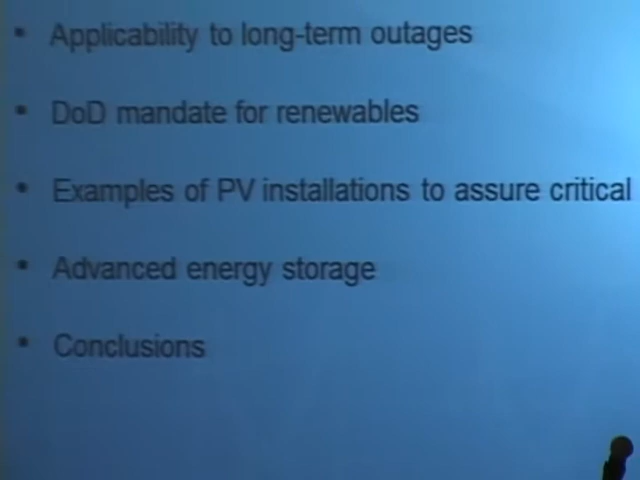 • Applicability to long-term outages
• DoD mandate for renewables
• Examples of PV installations to assure critical
• Advanced energy storage
• Conclusions